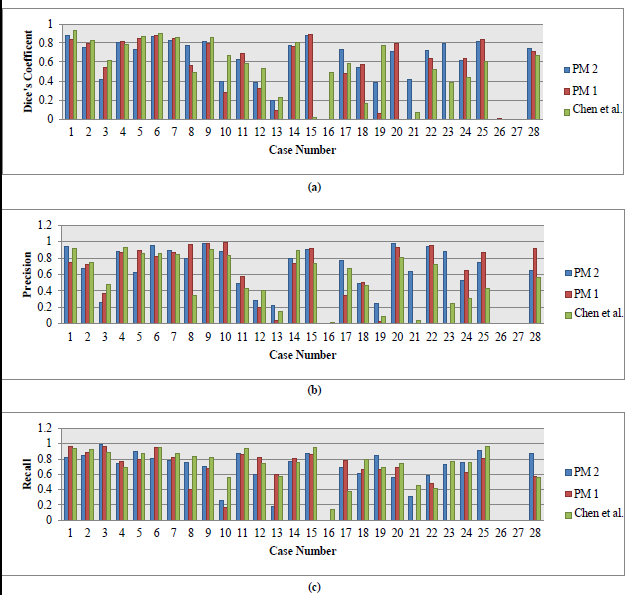 Dice's Coefficent
1
0.8
0.6
0.4
0.2
0
1 2 3 4 5 6 7 8 9 10 11 12 13 14 15 16 17 18 19 20 21 22 23 24 25 26 27 28
Case Number
PM 2
PM 1
Chen et al.
(a)
Precision
1.2
1
0.8
0.6
0.4
0.2
0
1 2 3 4 5 6 7 8 9 10 11 12 13 14 15 16 17 18 19 20 21 22 23 24 25 26 27 28
Case Number
PM 2
PM 1
Chen et al.
(b)
Recall
1.2
1
0.8
0.6
0.4
0.2
0
1 2 3 4 5 6 7 8 9 10 11 12 13 14 15 16 17 18 19 20 21 22 23 24 25 26 27 28
Case Number
PM 2
PM 1
Chen et al.
(c)